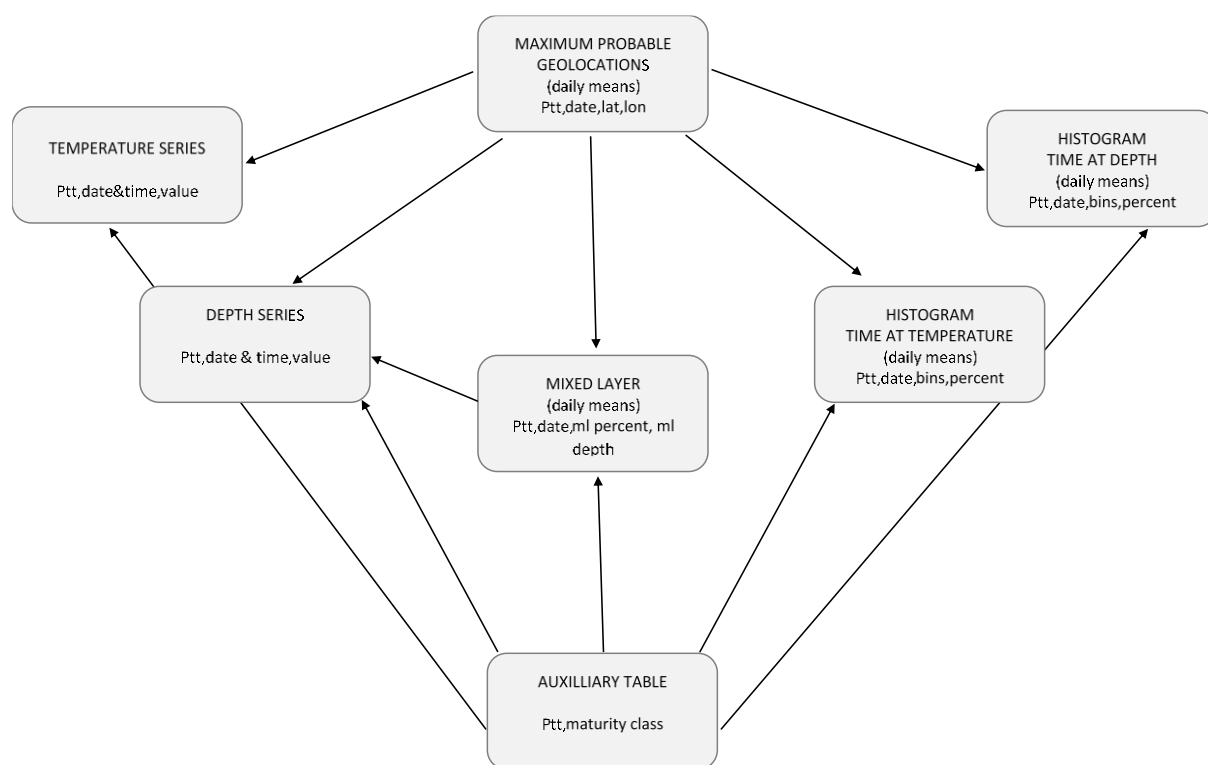 MAXIMUM PROBABLE
GEOLOCATIONS
(daily means)
Ptt,date,lat,lon
TEMPERATURE SERIES
Ptt,date&time,value
HISTOGRAM
TIME AT DEPTH
(daily means)
Ptt,date,bins,percent
DEPTH SERIES
Ptt,date & time,value
HISTOGRAM
TIME AT TEMPERATURE
(daily means)
Ptt,date,bins,percent
MIXED LAYER
(daily means)
Ptt,date,ml percent, ml
depth
AUXILLIARY TABLE
Ptt,maturity class